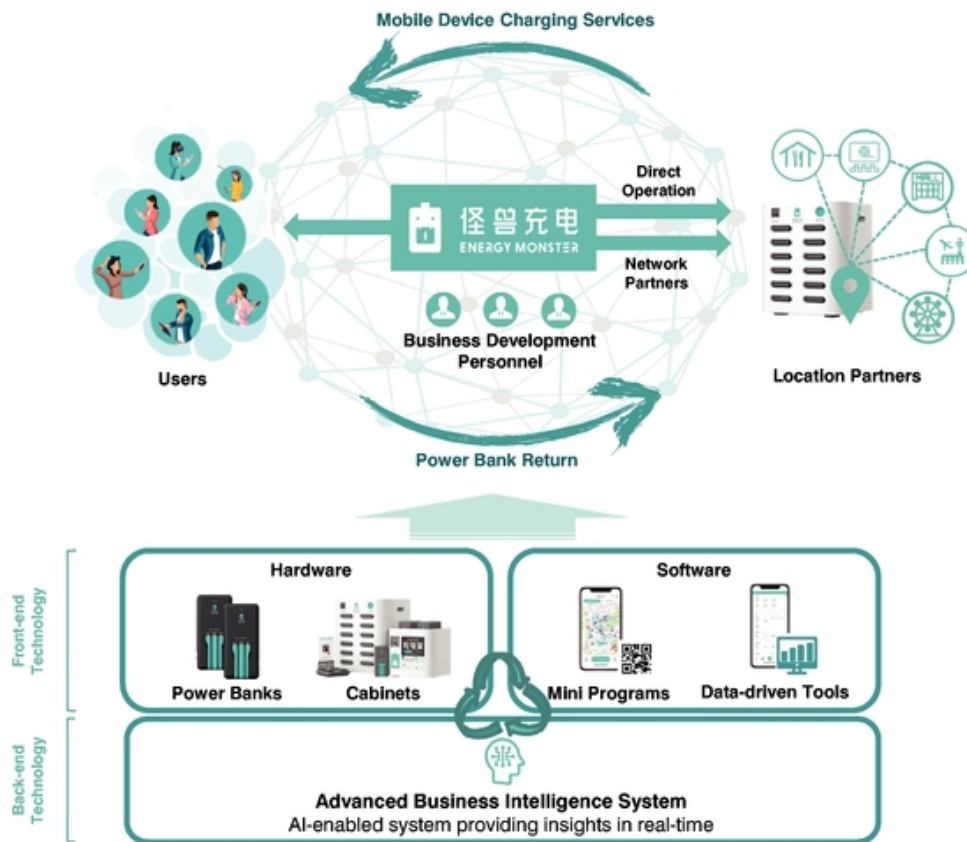 Mobile Device Charging Services
Direct
Operation
怪兽充电
ENERGY MONSTER
Network
Partners
Business Development
Personnel
Users
Location Partners
Power Bank Return
Front-end
Technology
Hardware
Software
Power Banks
Cabinets
Mini Programs
Data-driven Tools
Back-end
Technology
Advanced Business Intelligence System
AI-enabled system providing insights in real-time